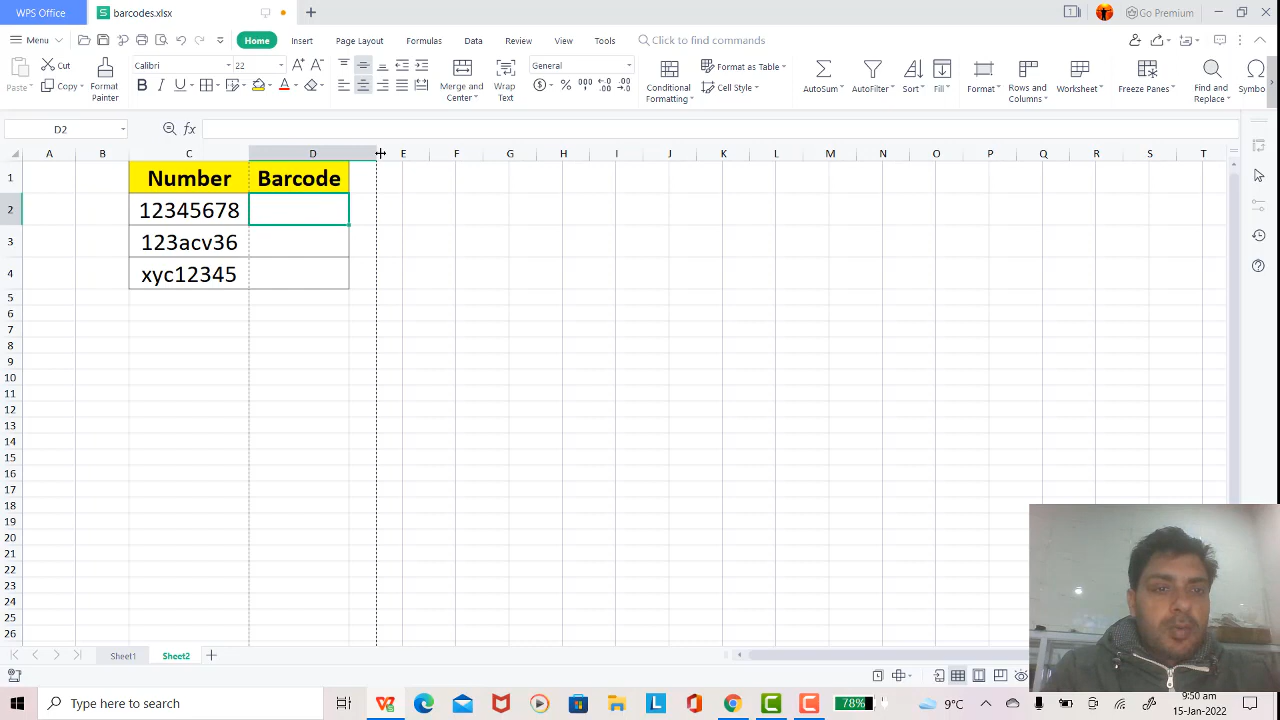 WPS Office
barcodes.xlsx
Go Premium
Menu
Home
Insert
Page Layout
Formulas
Data
Review
View
Tools
Click to find commands
Paste
Cut
Copy
Format Painter
Calibri
22
Merge and Center
Wrap Text
General
Conditional Formatting
Format as Table
Cell Style
AutoSum
AutoFilter
Sort
Fill
Format
Rows and Columns
Worksheet
Freeze Panes
Find and Replace
Symbo
D2
fx
A B C D E F G H I J K L M N O P Q R S T
1 Number Barcode
2 12345678
3 123acv36
4 xyc12345
5
6
7
8
9
10
11
12
13
14
15
16
17
18
19
20
21
22
23
24
25
26
Sheet1
Sheet2
Type here to search
78%
9°C
9:50 am
15-Jan-2022